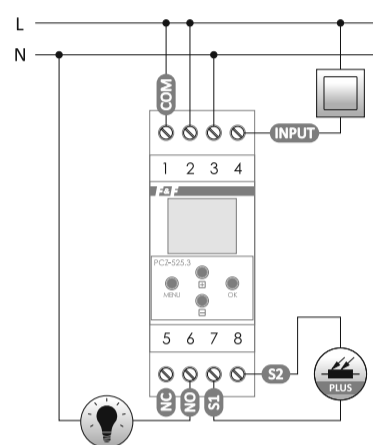 L
N
COM
INPUT
1 2 3 4
F&F
PCZ-525.3
+
MENU
OK
−
5 6 7 8
NC
NO
S1
S2
PLUS